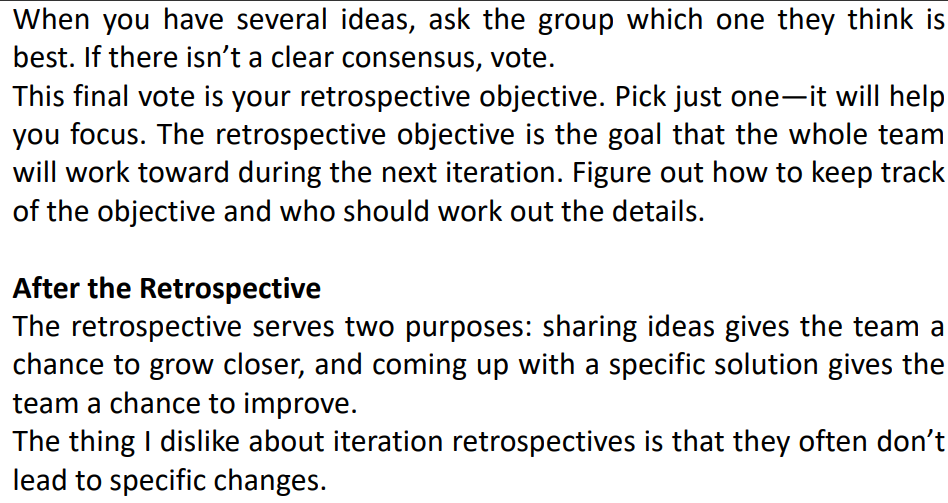 When you have several ideas, ask the group which one they think is
best. If there isn’t a clear consensus, vote.
This final vote is your retrospective objective. Pick just one—it will help
you focus. The retrospective objective is the goal that the whole team
will work toward during the next iteration. Figure out how to keep track
of the objective and who should work out the details.
After the Retrospective
The retrospective serves two purposes: sharing ideas gives the team a
chance to grow closer, and coming up with a specific solution gives the
team a chance to improve.
The thing I dislike about iteration retrospectives is that they often don’t
lead to specific changes.